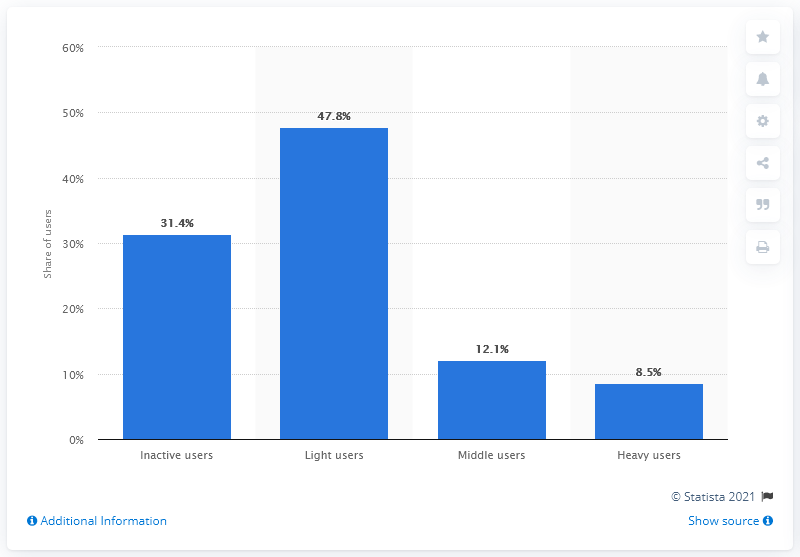 60%
50%
40%
30%
20%
10%
0%
Share of users
31.4%
47.8%
12.1%
8.5%
Inactive users
Light users
Middle users
Heavy users
© Statista 2021
Additional Information
Show source